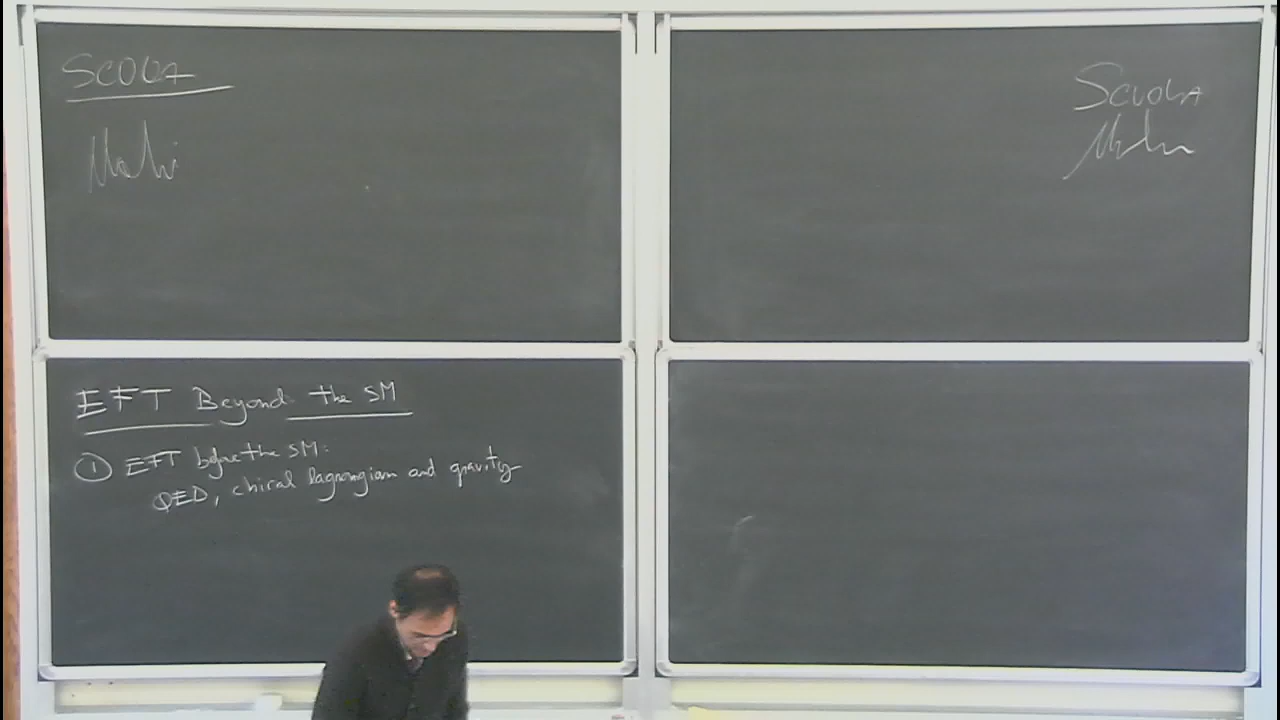 SCUOLA
EFT Beyond the SM
① EFT before the SM:
QED, chiral lagrangian and gravity
SCUOLA